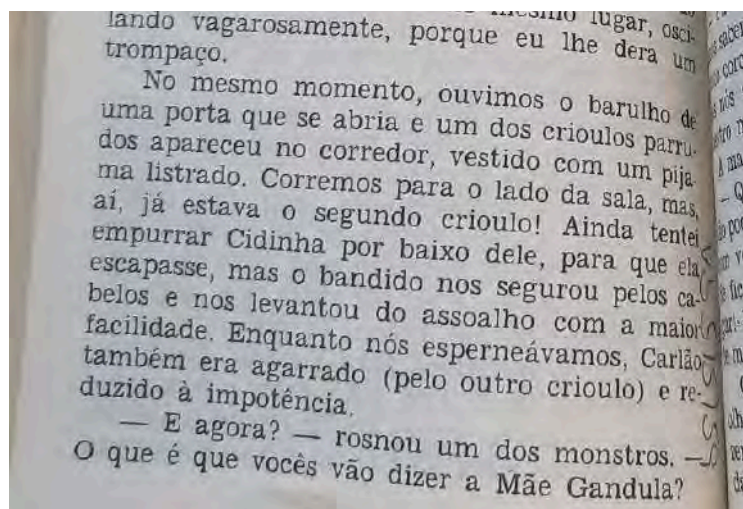 lando vagarosamente, porque eu lhe dera um
trompaço.
No mesmo momento, ouvimos o barulho de
uma porta que se abria e um dos crioulos parru-
dos apareceu no corredor, vestido com um pija-
ma listrado. Corremos para o lado da sala, mas,
aí, já estava o segundo crioulo! Ainda tentei
empurrar Cidinha por baixo dele, para que ela
escapasse, mas o bandido nos segurou pelos ca-
belos e nos levantou do assoalho com a maior
facilidade. Enquanto nós esperneávamos, Carlão
também era agarrado (pelo outro crioulo) e re-
duzido à impotência.
— E agora? — rosnou um dos monstros. —
O que é que vocês vão dizer a Mãe Gandula?